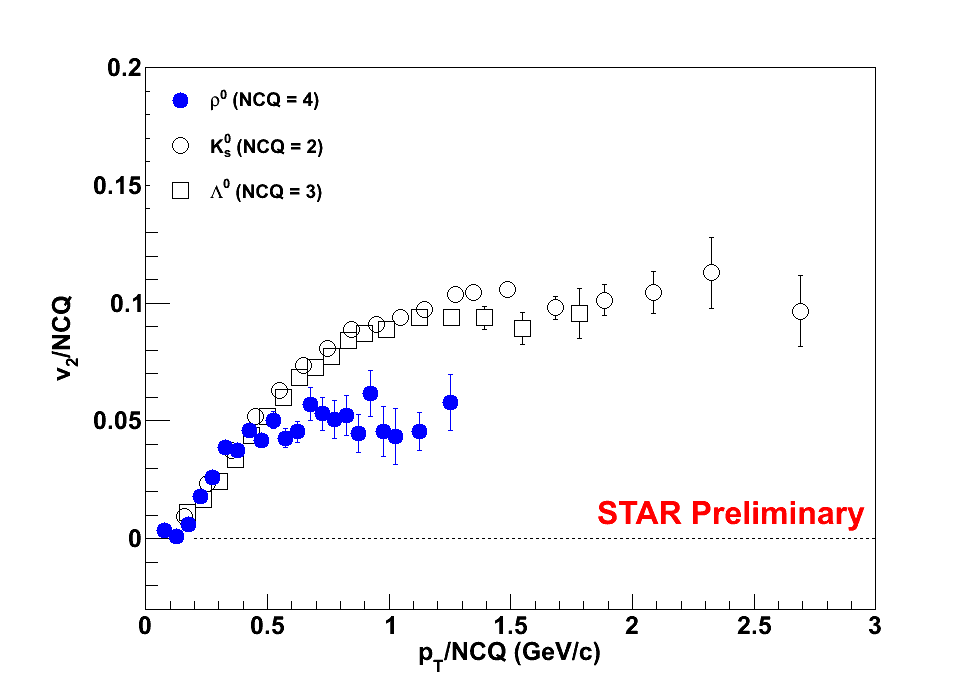 0.2
0.15
0.1
0.05
0
v₂/NCQ
ρ⁰ (NCQ = 4)
K⁰ₛ (NCQ = 2)
Λ⁰ (NCQ = 3)
STAR Preliminary
0 0.5 1 1.5 2 2.5 3
p_T/NCQ (GeV/c)